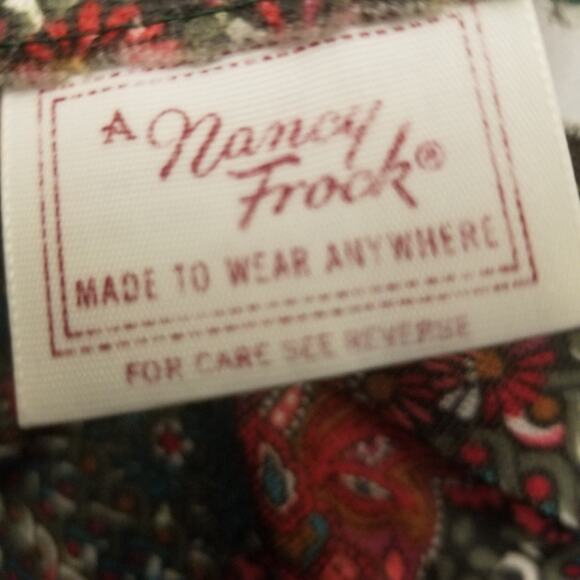 A Nancy
Frock®
MADE TO WEAR ANYWHERE
FOR CARE SEE REVERSE